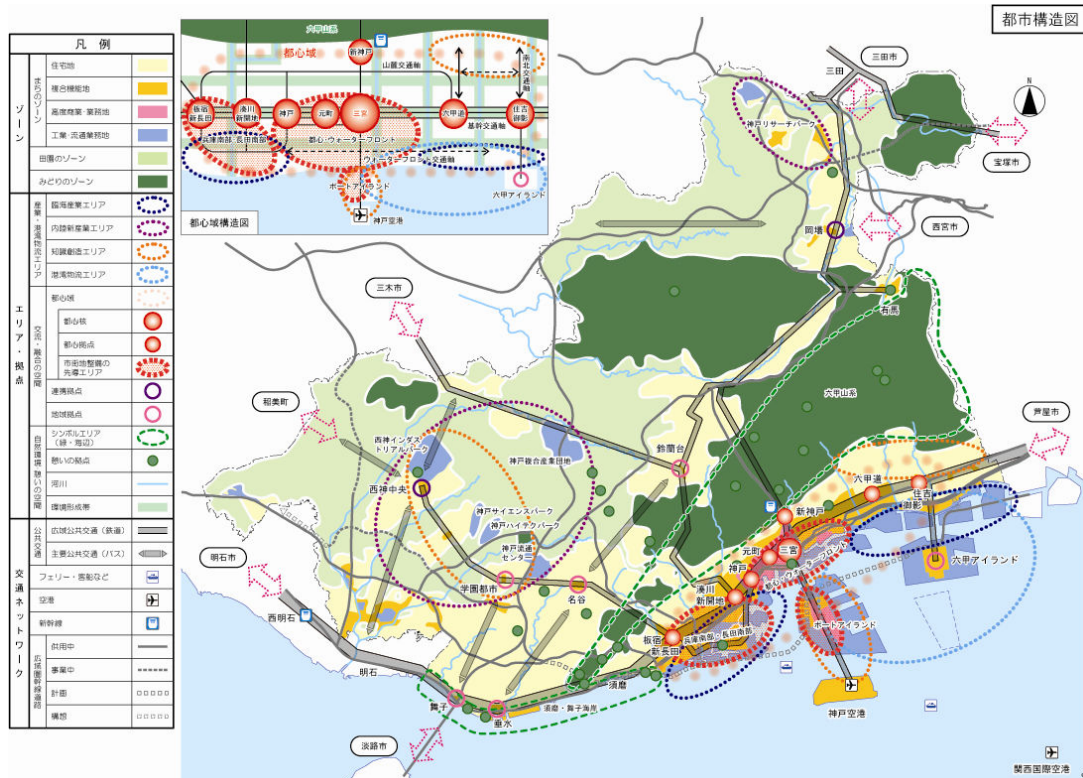 都市構造図
凡 例
ゾーン
まちのゾーン
住宅地
複合機能地
高度商業・業務地
工業・流通業務地
田園のゾーン
みどりのゾーン
エリア・拠点
産業・港湾物流エリア
臨海産業エリア
内陸新産業エリア
知識創造エリア
港湾物流エリア
交流・融合の空間
都心域
都心核
都心拠点
市街地整備の
先導エリア
連携拠点
地域拠点
自然環境
憩いの空間
シンボルエリア
(緑・海辺)
憩いの拠点
河川
環境形成帯
交通ネットワーク
公共交通
広域公共交通(鉄道)
主要公共交通(バス)
フェリー・客船など
空港
新幹線
広域圏幹線道路
供用中
事業中
計画
構想
六甲山系
都心域
新神戸
山麓交通軸
南北交通軸
板宿
新長田
湊川
新開地
神戸
元町
三宮
六甲道
住吉
御影
基幹交通軸
兵庫南部・長田南部
都心・ウォーターフロント
ウォーターフロント交通軸
ポートアイランド
六甲アイランド
神戸空港
都心域構造図
三田市
三田
N
神戸リサーチパーク
宝塚市
西宮市
岡場
三木市
有馬
六甲山系
稲美町
芦屋市
西神インダス
トリアルパーク
神戸複合産業団地
鈴蘭台
西神中央
六甲道
住吉
御影
新神戸
神戸サイエンスパーク
神戸ハイテクパーク
神戸流通
センター
元町
三宮
六甲アイランド
明石市
学園都市
名谷
神戸
都心・ウォーターフロント
湊川
新開地
西明石
板宿
新長田
兵庫南部・長田南部
ポートアイランド
明石
須磨
舞子
垂水
須磨・舞子海岸
神戸空港
淡路市
関西国際空港